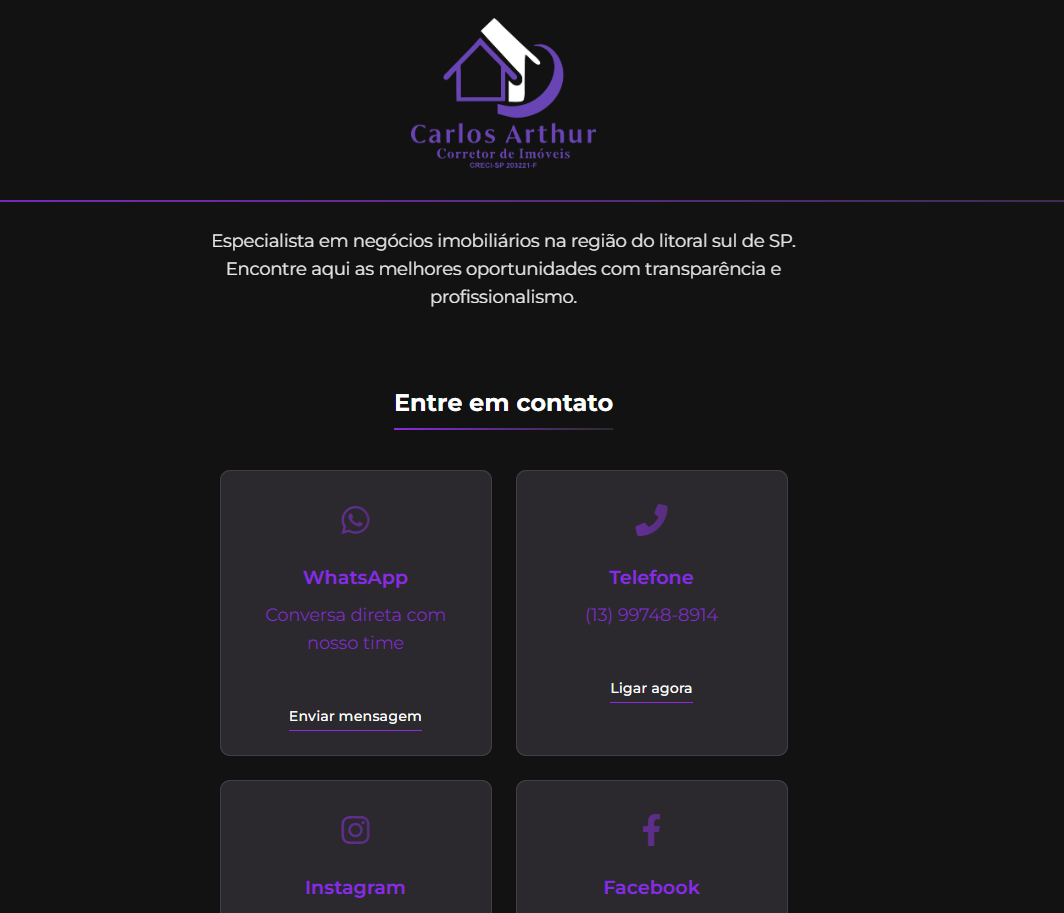 Carlos Arthur
Corretor de Imóveis
CRECI-SP 203221-F
Especialista em negócios imobiliários na região do litoral sul de SP.
Encontre aqui as melhores oportunidades com transparência e
profissionalismo.
Entre em contato
WhatsApp
Conversa direta com
nosso time
Enviar mensagem
Telefone
(13) 99748-8914
Ligar agora
Instagram
Facebook